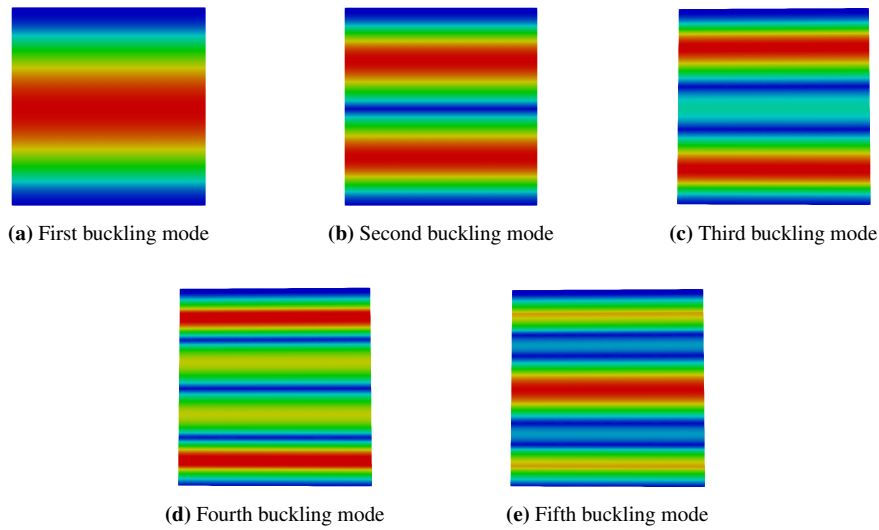 (a) First buckling mode
(b) Second buckling mode
(c) Third buckling mode
(d) Fourth buckling mode
(e) Fifth buckling mode